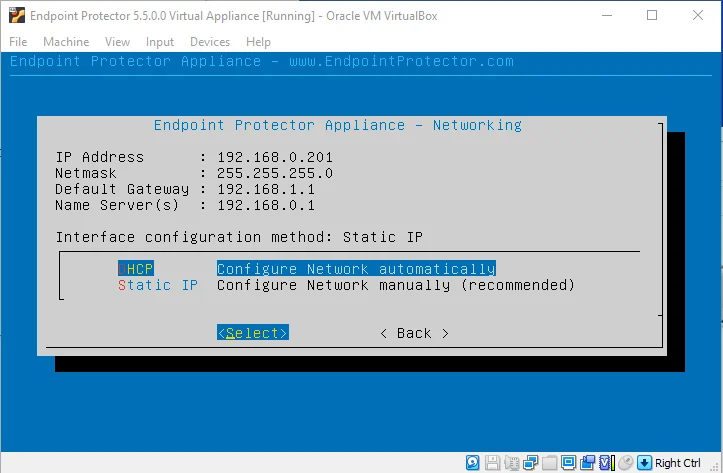 Endpoint Protector 5.5.0.0 Virtual Appliance [Running] - Oracle VM VirtualBox
File Machine View Input Devices Help
Endpoint Protector Appliance - www.EndpointProtector.com
Endpoint Protector Appliance - Networking
IP Address : 192.168.0.201
Netmask : 255.255.255.0
Default Gateway : 192.168.1.1
Name Server(s) : 192.168.0.1
Interface configuration method: Static IP
DHCP Configure Network automatically
Static IP Configure Network manually (recommended)
<Select> < Back >
Right Ctrl